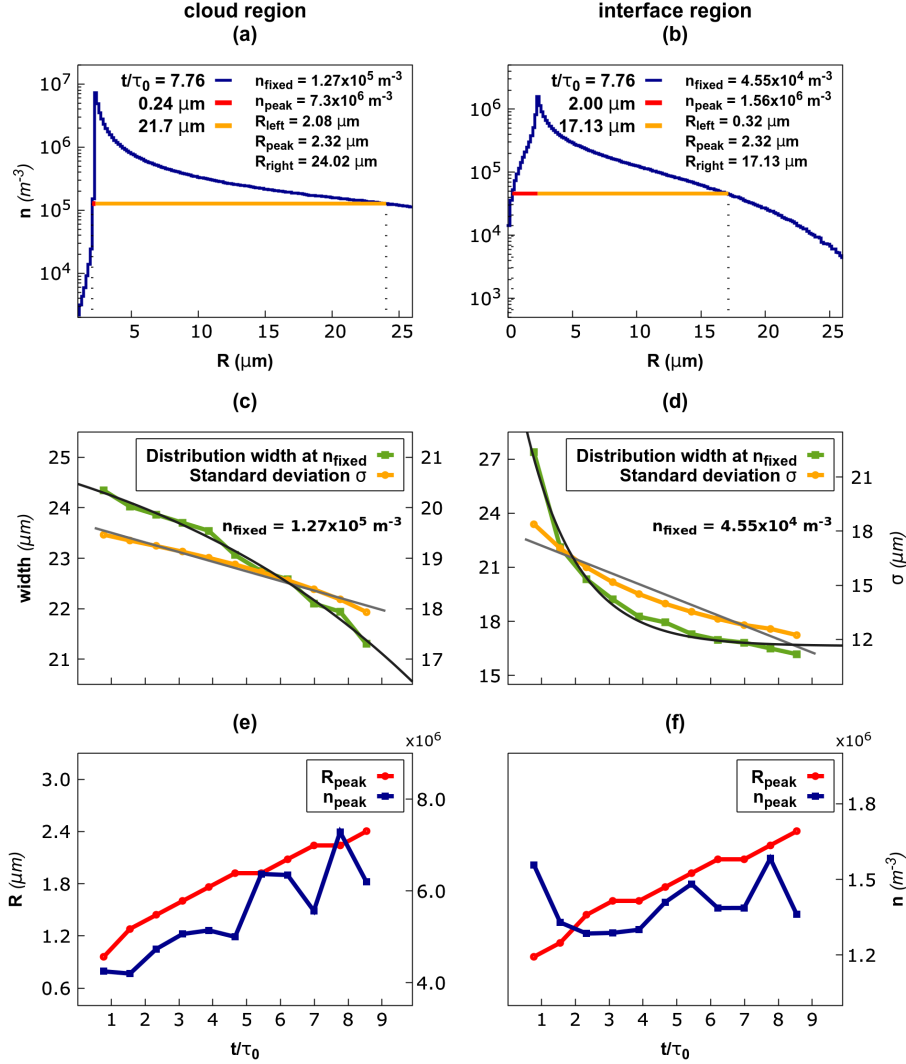 cloud region
(a)
t/τ0 = 7.76
0.24 μm
21.7 μm
nfixed = 1.27x10^5 m^-3
npeak = 7.3x10^6 m^-3
Rleft = 2.08 μm
Rpeak = 2.32 μm
Rright = 24.02 μm
n (m^-3)
10^7
10^6
10^5
10^4
5 10 15 20 25
R (μm)
interface region
(b)
t/τ0 = 7.76
2.00 μm
17.13 μm
nfixed = 4.55x10^4 m^-3
npeak = 1.56x10^6 m^-3
Rleft = 0.32 μm
Rpeak = 2.32 μm
Rright = 17.13 μm
10^6
10^5
10^4
10^3
0 5 10 15 20 25
R (μm)
(c)
Distribution width at nfixed
Standard deviation σ
nfixed = 1.27x10^5 m^-3
width (μm)
25
24
23
22
21
21
20
19
18
17
(d)
Distribution width at nfixed
Standard deviation σ
nfixed = 4.55x10^4 m^-3
27
24
21
18
15
21
18
15
12
σ (μm)
(e)
x10^6
Rpeak
npeak
R (μm)
3.0
2.4
1.8
1.2
0.6
8.0
6.0
4.0
1 2 3 4 5 6 7 8 9
t/τ0
(f)
x10^6
Rpeak
npeak
1.8
1.5
1.2
n (m^-3)
1 2 3 4 5 6 7 8 9
t/τ0